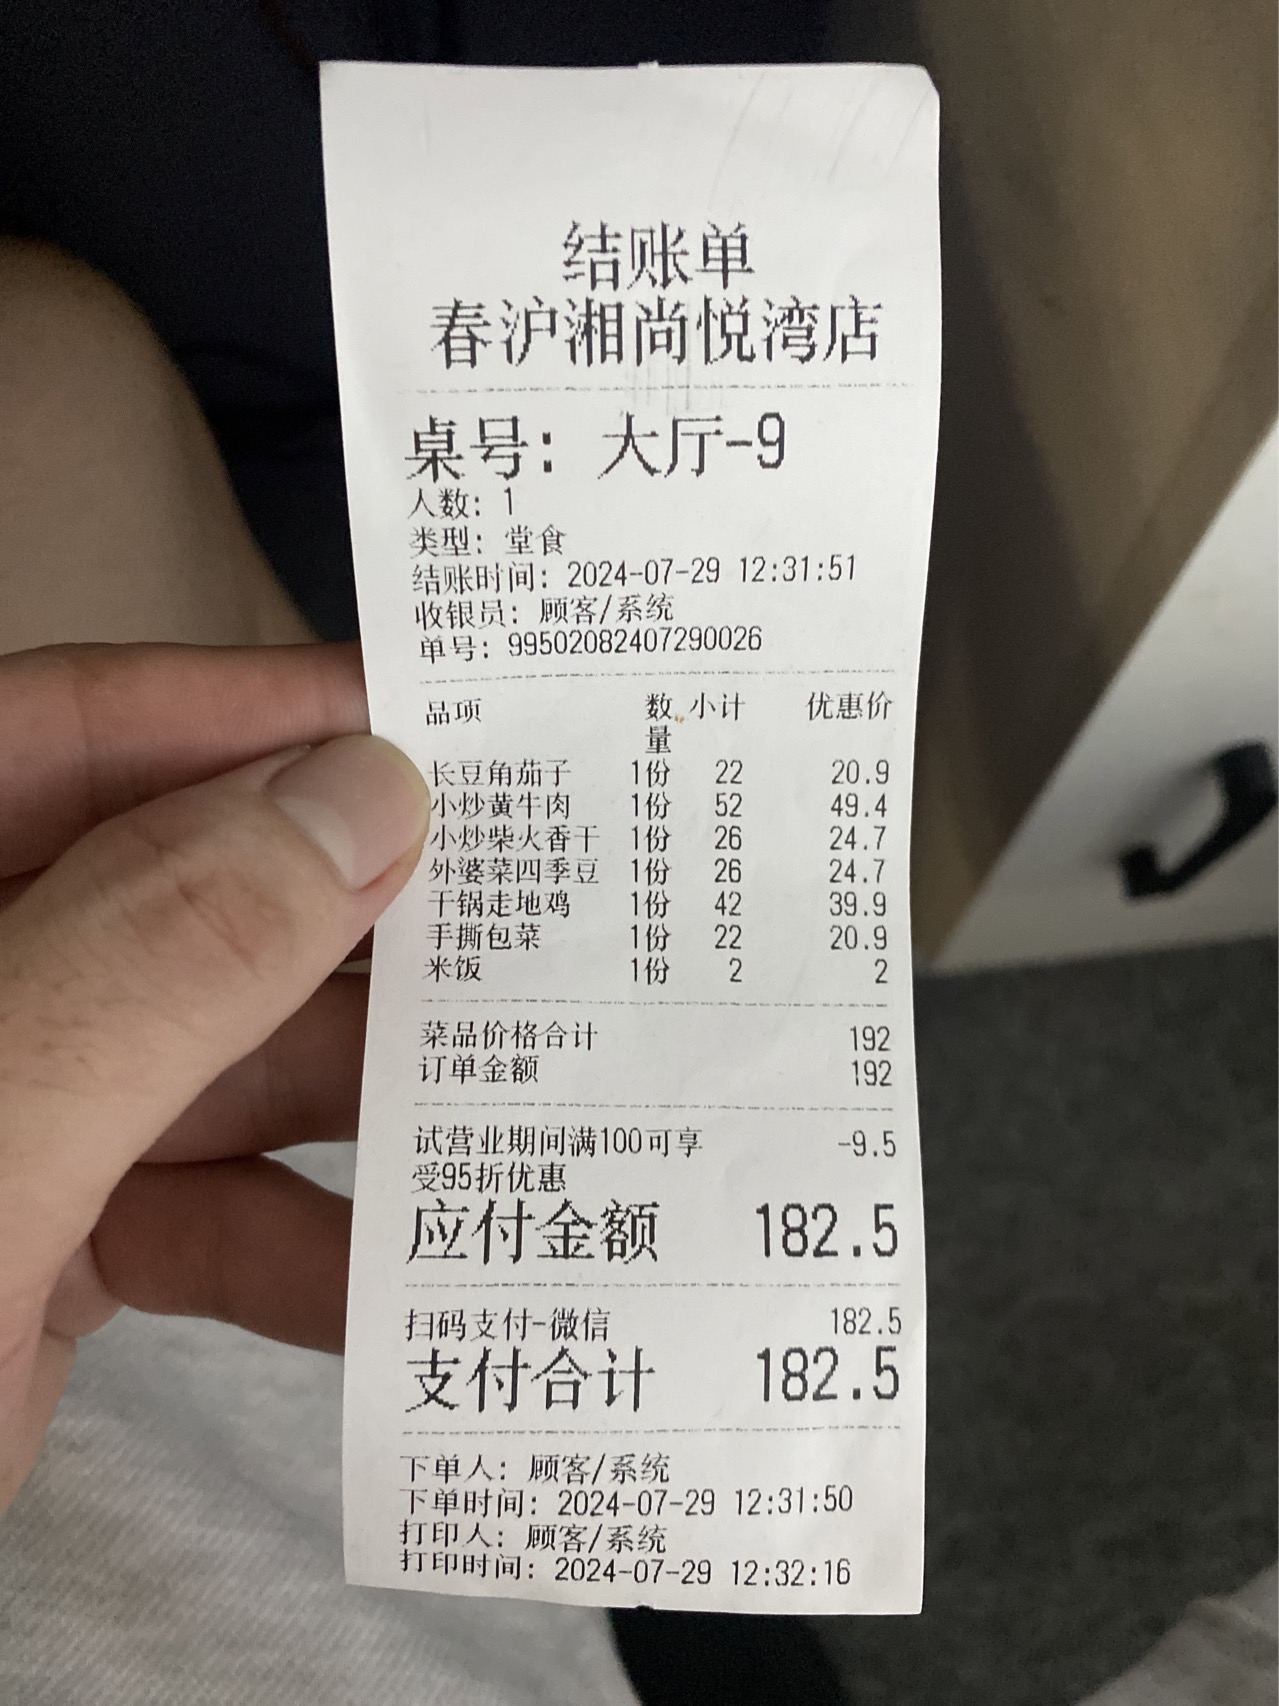 结账单
春沪湘尚悦湾店
桌号：大厅-9
人数：1
类型：堂食
结账时间：2024-07-29 12:31:51
收银员：顾客/系统
单号：99502082407290026
品项 数量 小计 优惠价
长豆角茄子 1份 22 20.9
小炒黄牛肉 1份 52 49.4
小炒柴火香干 1份 26 24.7
外婆菜四季豆 1份 26 24.7
干锅走地鸡 1份 42 39.9
手撕包菜 1份 22 20.9
米饭 1份 2 2
菜品价格合计 192
订单金额 192
试营业期间满100可享 -9.5
受95折优惠
应付金额 182.5
扫码支付-微信 182.5
支付合计 182.5
下单人：顾客/系统
下单时间：2024-07-29 12:31:50
打印人：顾客/系统
打印时间：2024-07-29 12:32:16